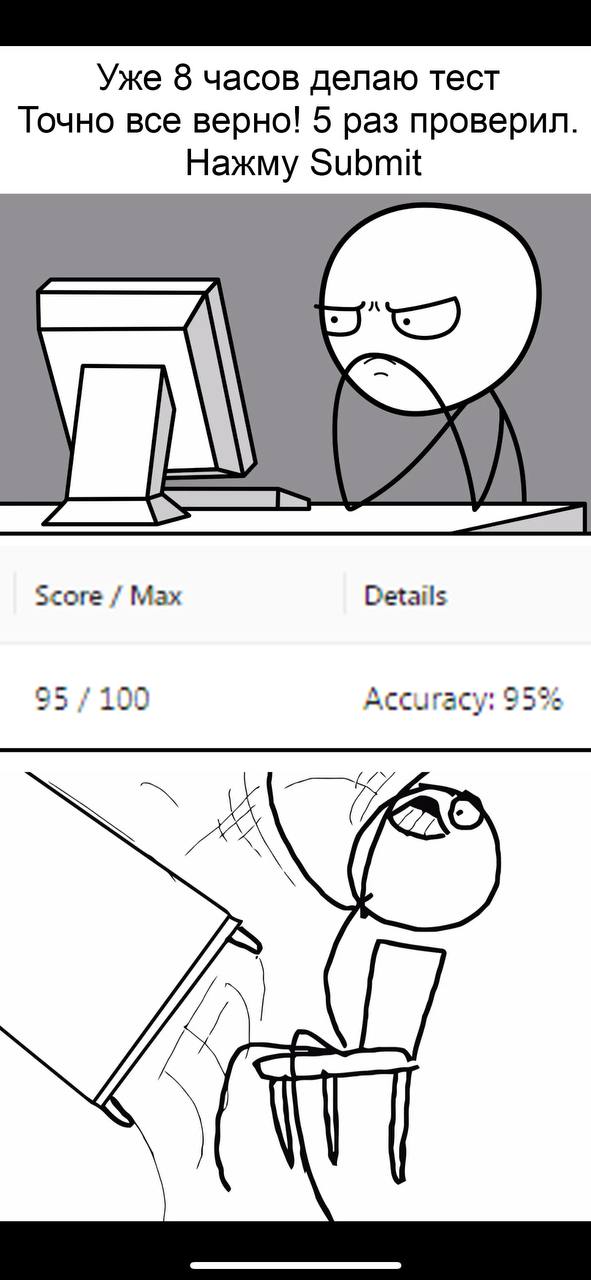 Уже 8 часов делаю тест
Точно все верно! 5 раз проверил.
Нажму Submit
Score / Max Details
95 / 100 Accuracy: 95%